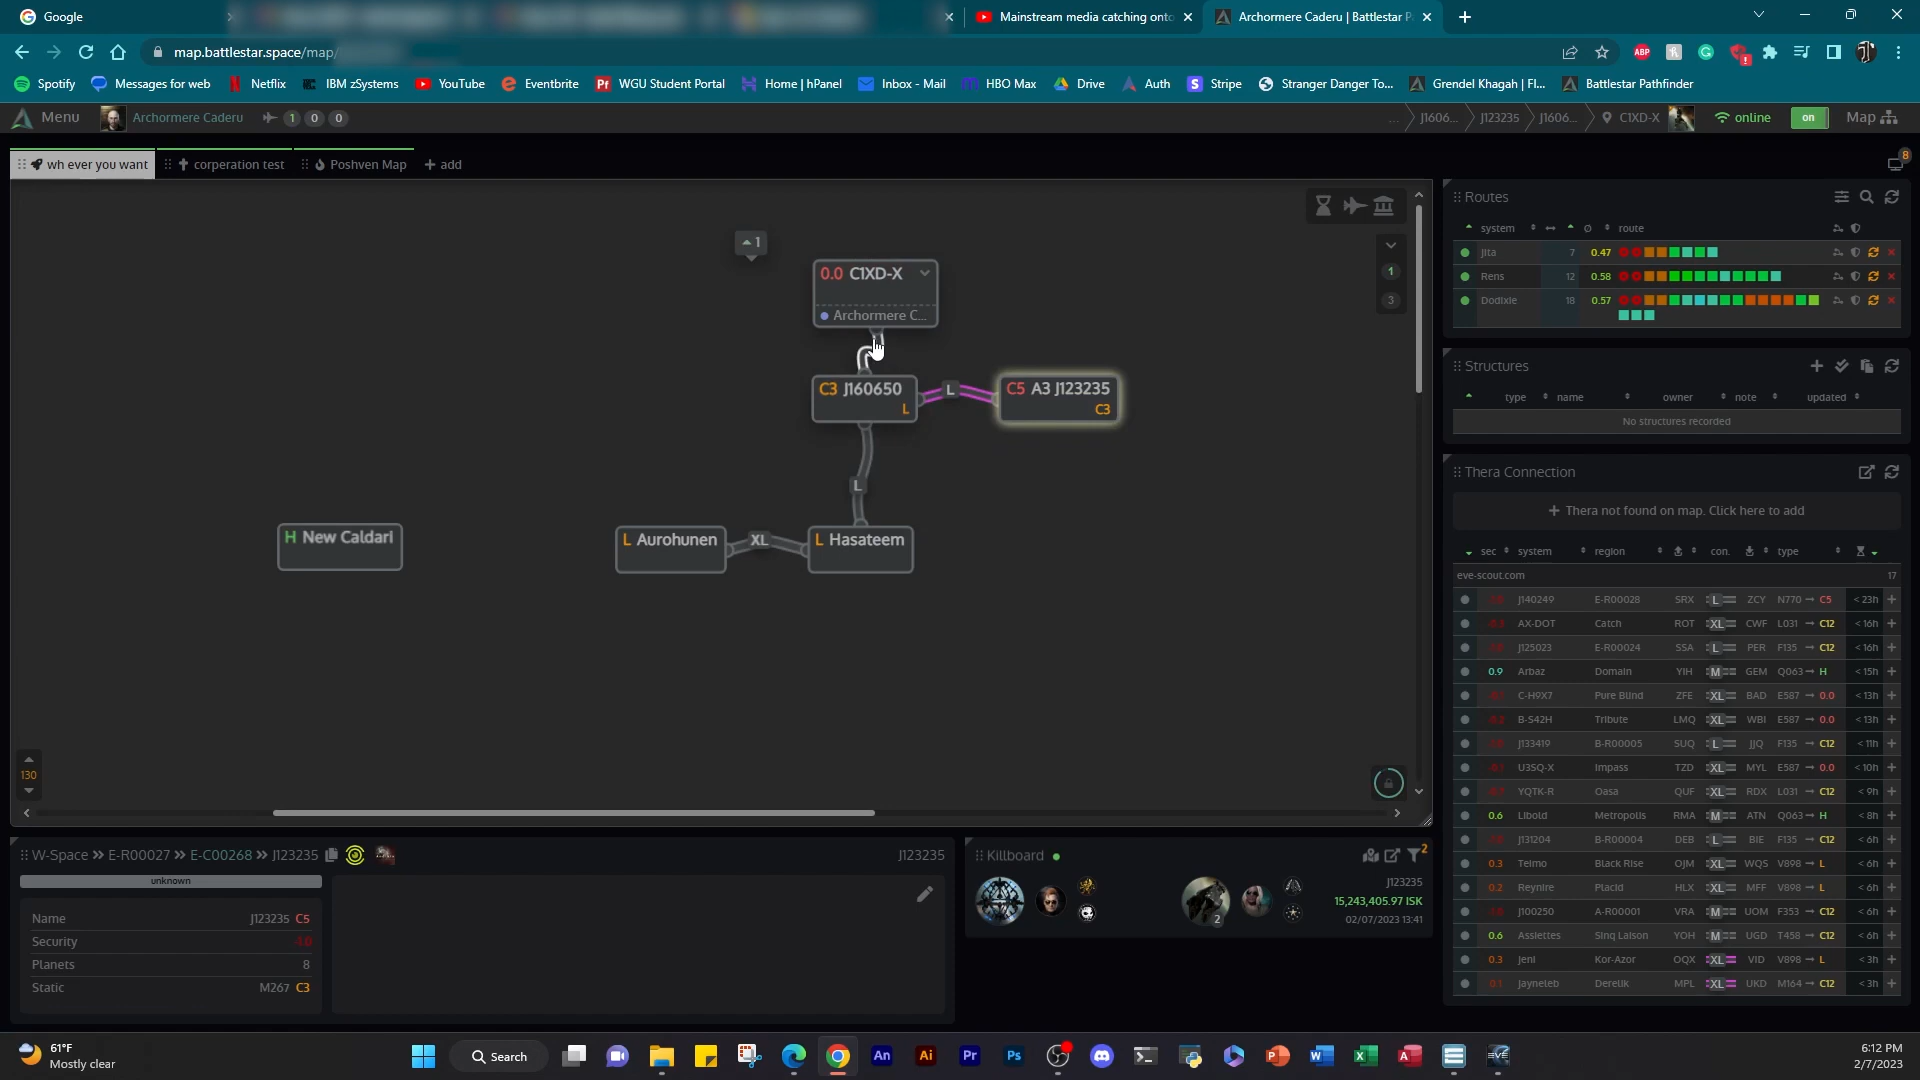 Google
Mainstream media catching onto
Archormere Caderu | Battlestar P
map.battlestar.space/map/
Spotify
Messages for web
Netflix
IBM zSystems
YouTube
Eventbrite
WGU Student Portal
Home | hPanel
Inbox - Mail
HBO Max
Drive
Auth
Stripe
Stranger Danger To...
Grendel Khagah | Fl...
Battlestar Pathfinder
Menu
Archormere Caderu
1 0 0
... J1606... J123235 J1606... C1XD-X
online
on
Map
wh ever you want
corperation test
Poshven Map
+ add
8
1
0.0 C1XD-X
Archormere C...
C3 J160650
L
L
C5 A3 J123235
C3
L
H New Caldari
L Aurohunen
XL
L Hasateem
1
3
130
Routes
system route
Jita 7 0.47
Rens 12 0.58
Dodixie 18 0.57
Structures
type name owner note updated
No structures recorded
Thera Connection
+ Thera not found on map. Click here to add
sec system region con. type
eve-scout.com 17
J140249 E-R00028 SRX L ZCY N770 → C5 < 23h +
AX-DOT Catch ROT XL CWF L031 → C12 < 16h +
J125023 E-R00024 SSA L PER F135 → C12 < 16h +
0.9 Arbaz Domain YIH M GEM Q063 → H < 15h +
C-H9X7 Pure Blind ZFE XL BAD E587 → 0.0 < 13h +
B-S42H Tribute LMQ XL WBI E587 → 0.0 < 13h +
J133419 B-R00005 SUQ L JJQ F135 → C12 < 11h +
U3SQ-X Impass TZD XL MYL E587 → 0.0 < 10h +
YQTK-R Oasa QUF XL RDX L031 → C12 < 9h +
0.6 Libold Metropolis RMA M ATN Q063 → H < 8h +
J131204 B-R00004 DEB L BIE F135 → C12 < 6h +
0.3 Teimo Black Rise OJM XL WQS V898 → L < 6h +
0.2 Reynire Placid HLX XL MFF V898 → L < 6h +
J100250 A-R00001 VRA M UOM F353 → C12 < 6h +
0.6 Assiettes Sinq Laison YOH M UGD T458 → C12 < 6h +
0.3 Jeni Kor-Azor OQX XL VID V898 → L < 3h +
0.1 Jayneleb Derelik MPL XL UKD M164 → C12 < 3h +
W-Space » E-R00027 » E-C00268 » J123235
J123235
unknown
Name J123235 C5
Security
Planets 8
Static M267 C3
Killboard
2
2
J123235
15,243,405.97 ISK
02/07/2023 13:41
61°F
Mostly clear
Search
6:12 PM
2/7/2023